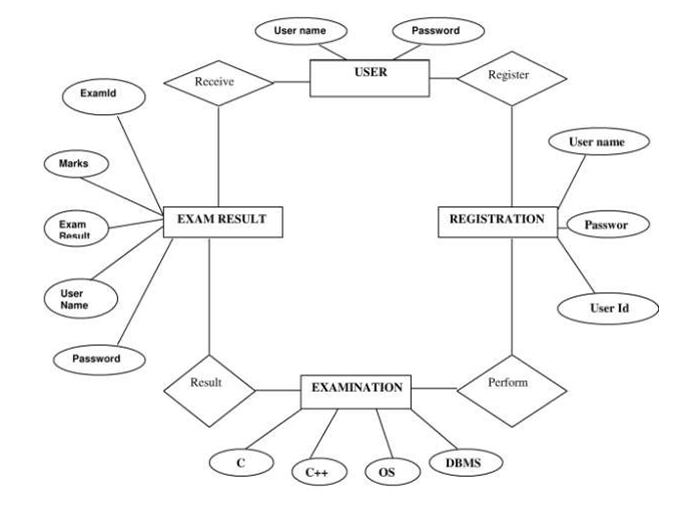 User name
Password
USER
Receive
Register
ExamId
User name
Marks
EXAM RESULT
REGISTRATION
Exam
Result
Passwor
User
Name
User Id
Password
Result
EXAMINATION
Perform
C
C++
OS
DBMS